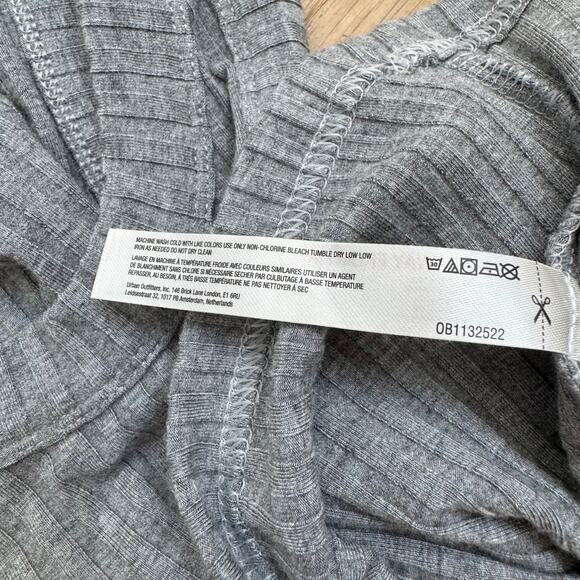 MACHINE WASH COLD WITH LIKE COLORS USE ONLY NON-CHLORINE BLEACH TUMBLE DRY LOW LOW
IRON AS NEEDED DO NOT DRY CLEAN
LAVAGE EN MACHINE À TEMPÉRATURE FROIDE AVEC COULEURS SIMILAIRES UTILISER UN AGENT
DE BLANCHIMENT SANS CHLORE SI NÉCESSAIRE SÉCHER PAR CULBUTAGE À BASSE TEMPÉRATURE
REPASSER, AU BESOIN, À TRÈS BASSE TEMPÉRATURE NE PAS NETTOYER À SEC
Urban Outfitters, Inc. 146 Brick Lane London, E1 6RU
Leidsestraat 32, 1017 PB Amsterdam, Netherlands
30
OB1132522